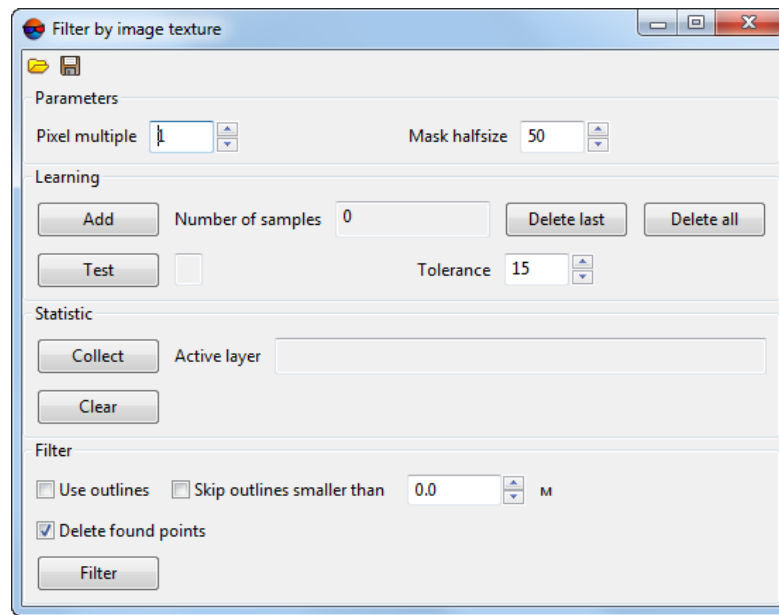 Filter by image texture
Parameters
Pixel multiple 1 Mask halfsize 50
Learning
Add Number of samples 0 Delete last Delete all
Test Tolerance 15
Statistic
Collect Active layer
Clear
Filter
Use outlines Skip outlines smaller than 0.0 м
Delete found points
Filter